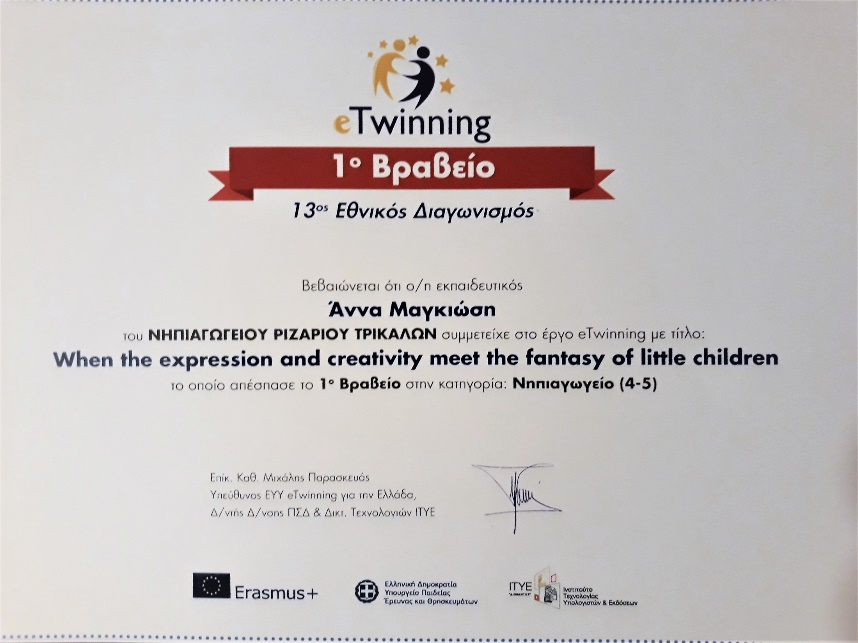 eTwinning
1ο Βραβείο
13ος Εθνικός Διαγωνισμός
Βεβαιώνεται ότι ο/η εκπαιδευτικός
Άννα Μαγκιώση
του ΝΗΠΙΑΓΩΓΕΙΟΥ ΡΙΖΑΡΙΟΥ ΤΡΙΚΑΛΩΝ συμμετείχε στο έργο eTwinning με τίτλο:
When the expression and creativity meet the fantasy of little children
το οποίο απέσπασε το 1ο Βραβείο στην κατηγορία: Νηπιαγωγείο (4-5)
Επίκ. Καθ. Μιχάλης Παρασκευάς
Υπεύθυνος ΕΥΥ eTwinning για την Ελλάδα,
Δ/ντής Δ/νσης ΠΣΔ & Δικτ. Τεχνολογιών ΙΤΥΕ
Erasmus+
Ελληνική Δημοκρατία
Υπουργείο Παιδείας
Έρευνας και Θρησκευμάτων
ΙΤΥΕ
Ινστιτούτο
Τεχνολογίας
Υπολογιστών & Εκδόσεων